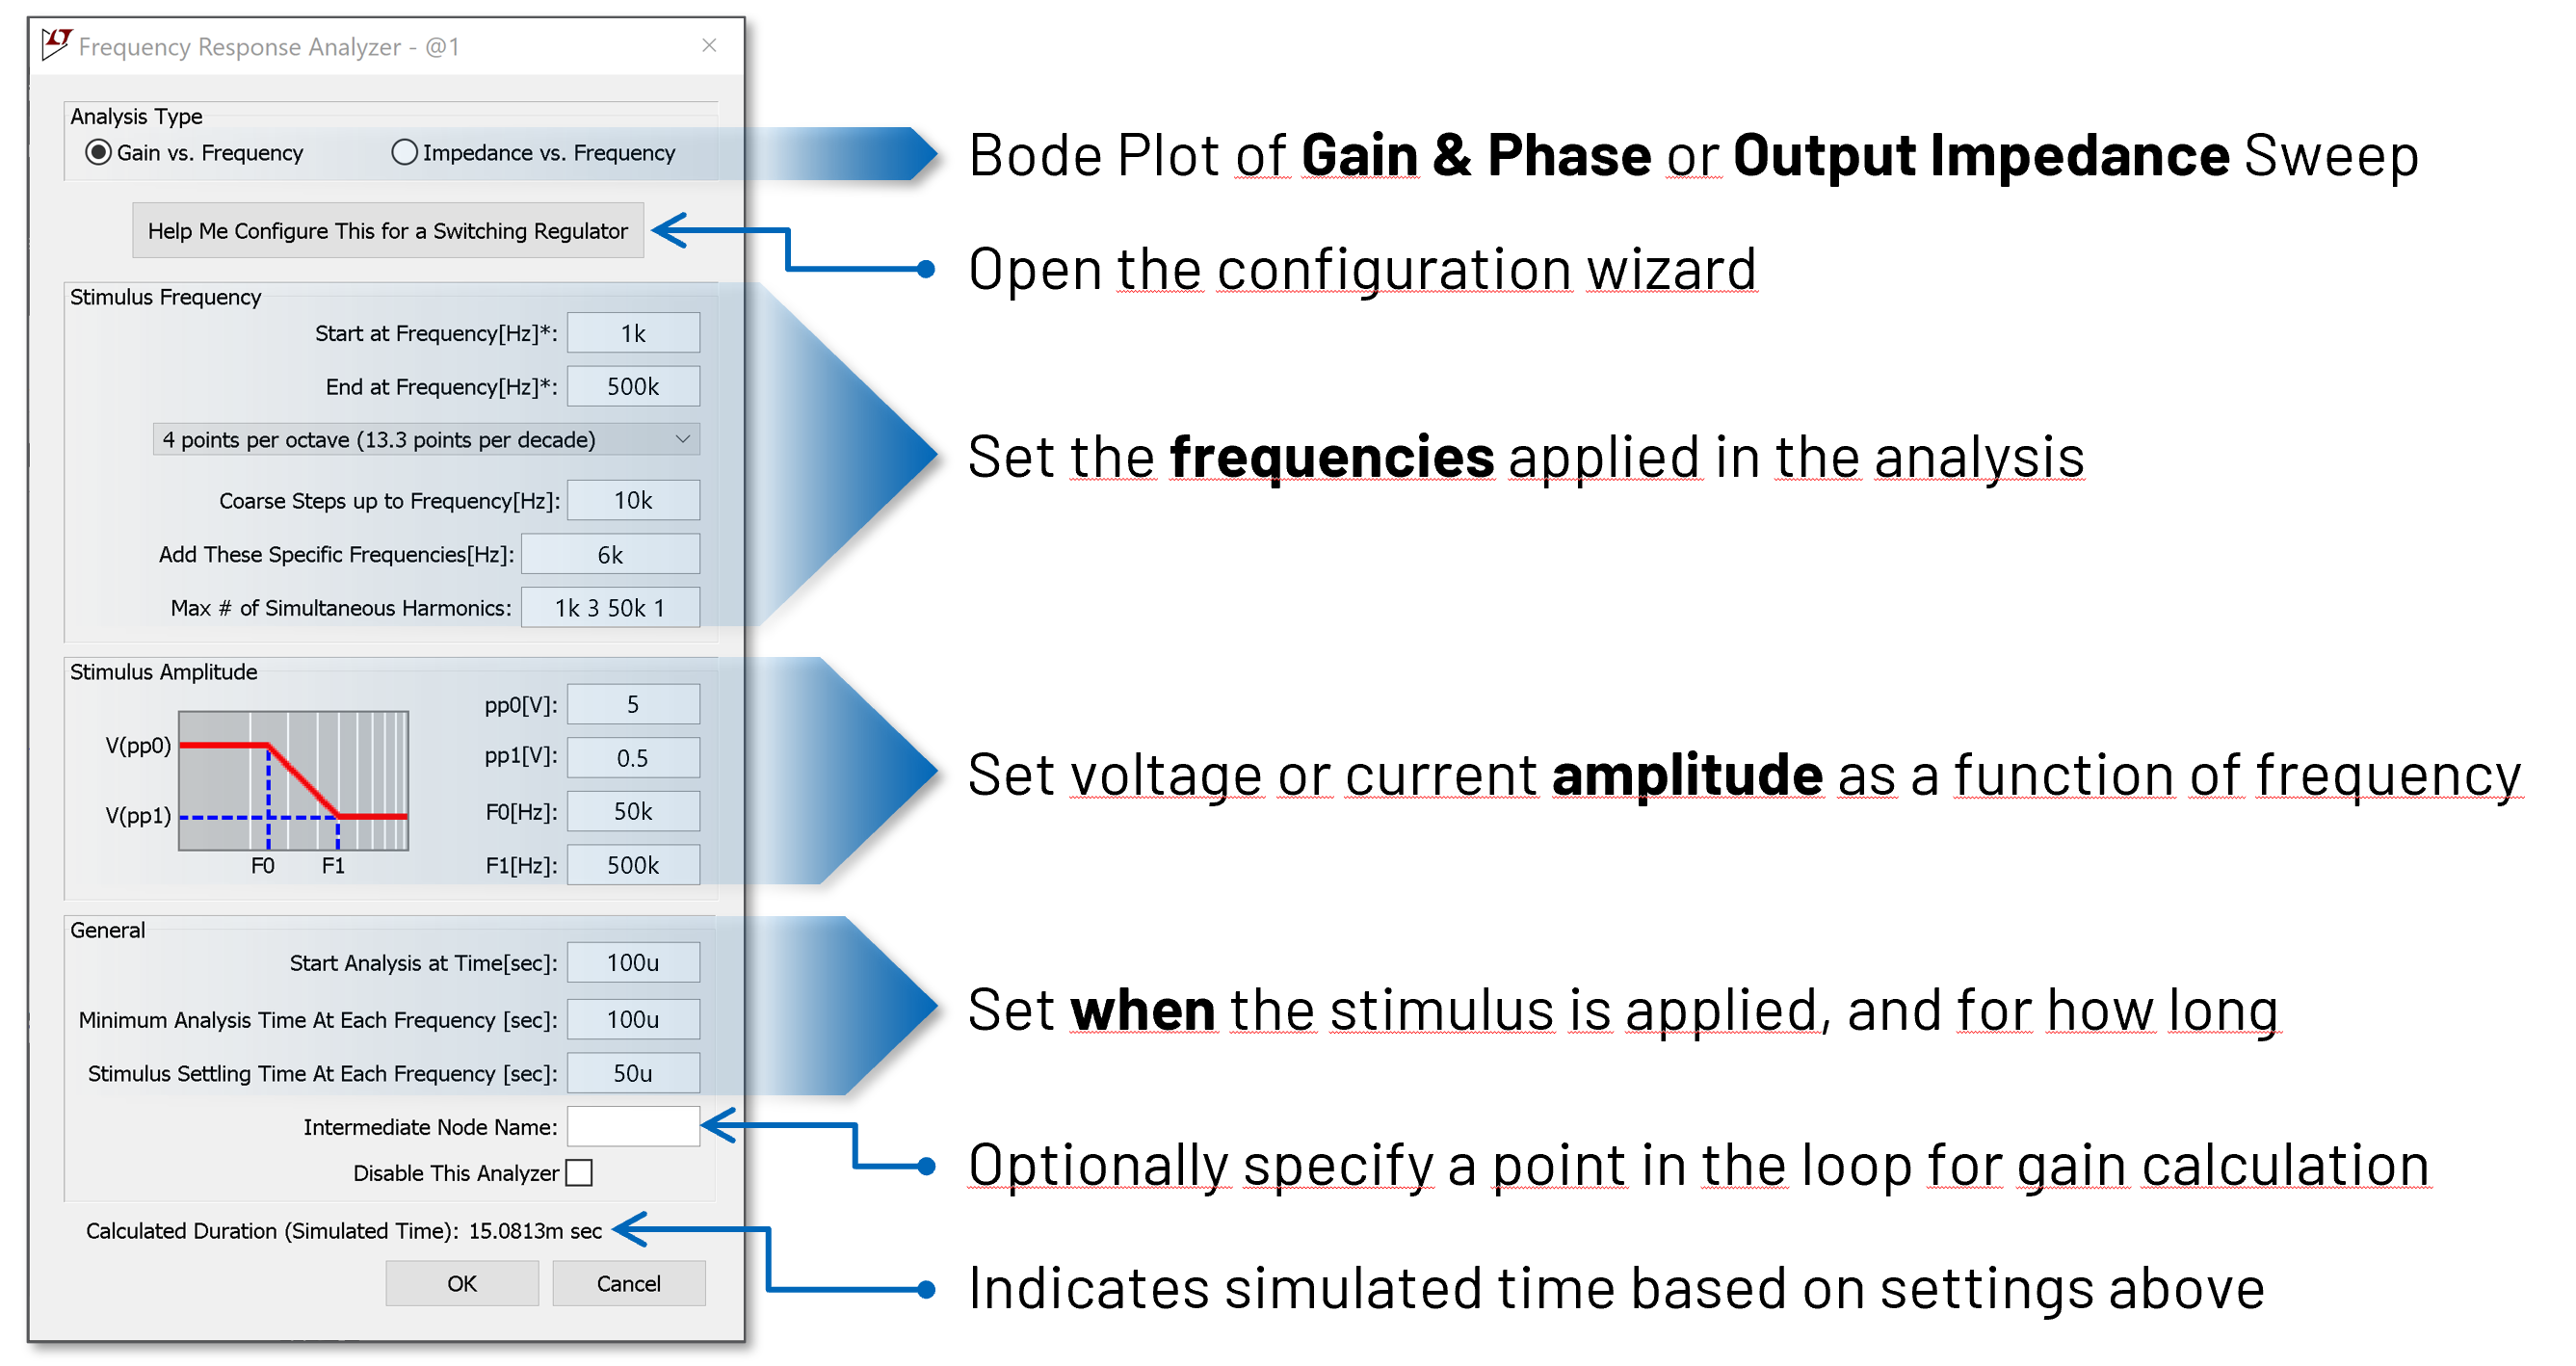 Frequency Response Analyzer - @1
Analysis Type
Gain vs. Frequency
Impedance vs. Frequency
Bode Plot of Gain & Phase or Output Impedance Sweep
Help Me Configure This for a Switching Regulator
Open the configuration wizard
Stimulus Frequency
Start at Frequency[Hz]*: 1k
End at Frequency[Hz]*: 500k
4 points per octave (13.3 points per decade)
Set the frequencies applied in the analysis
Coarse Steps up to Frequency[Hz]: 10k
Add These Specific Frequencies[Hz]: 6k
Max # of Simultaneous Harmonics: 1k 3 50k 1
Stimulus Amplitude
V(pp0)
V(pp1)
F0 F1
pp0[V]: 5
pp1[V]: 0.5
F0[Hz]: 50k
F1[Hz]: 500k
Set voltage or current amplitude as a function of frequency
General
Start Analysis at Time[sec]: 100u
Minimum Analysis Time At Each Frequency [sec]: 100u
Stimulus Settling Time At Each Frequency [sec]: 50u
Set when the stimulus is applied, and for how long
Intermediate Node Name:
Optionally specify a point in the loop for gain calculation
Disable This Analyzer
Calculated Duration (Simulated Time): 15.0813m sec
Indicates simulated time based on settings above
OK
Cancel